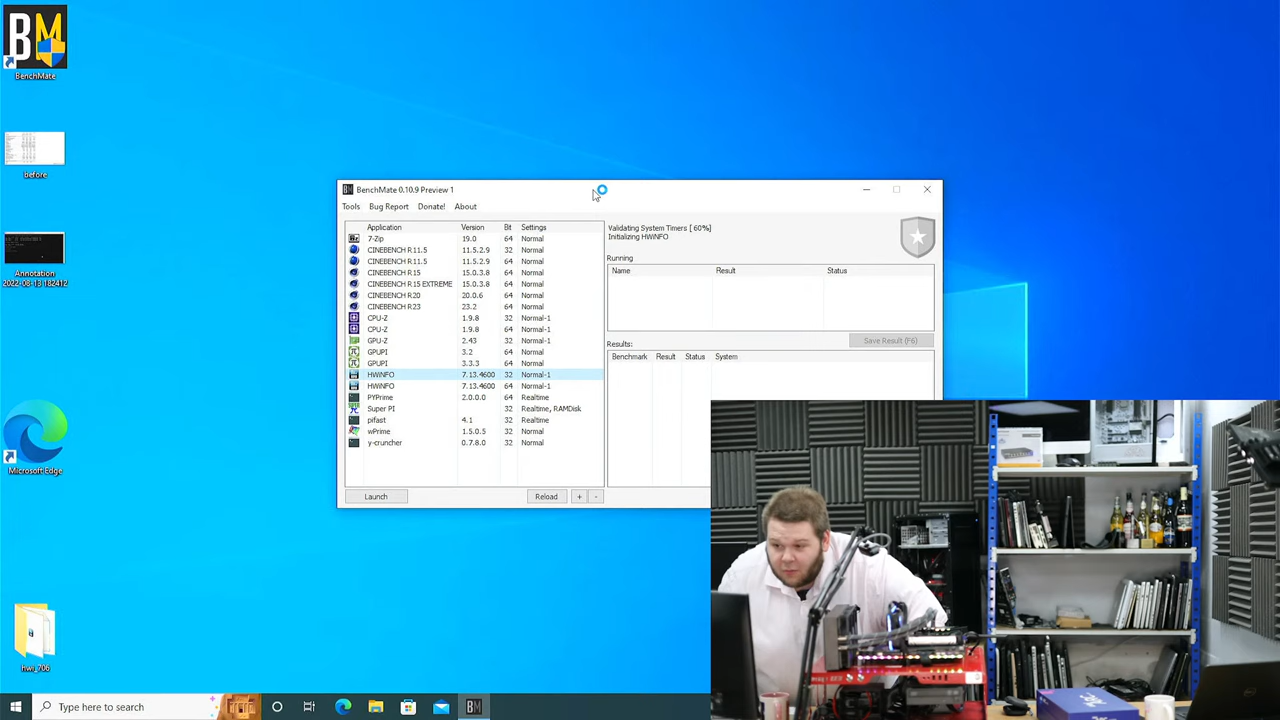 BM
BenchMate
before
Annotation
2022-08-13 182412
Microsoft Edge
hwi_706
BM BenchMate 0.10.9 Preview 1
Tools Bug Report Donate! About
Application Version Bit Settings
7-Zip 19.0 64 Normal
CINEBENCH R11.5 11.5.2.9 32 Normal
CINEBENCH R11.5 11.5.2.9 64 Normal
CINEBENCH R15 15.0.3.8 64 Normal
CINEBENCH R15 EXTREME 15.0.3.8 64 Normal
CINEBENCH R20 20.0.6 64 Normal
CINEBENCH R23 23.2 64 Normal
CPU-Z 1.9.8 32 Normal-1
CPU-Z 1.9.8 64 Normal-1
GPU-Z 2.43 32 Normal-1
GPUPI 3.2 64 Normal
GPUPI 3.3.3 64 Normal
HWiNFO 7.13.4600 32 Normal-1
HWiNFO 7.13.4600 64 Normal-1
PYPrime 2.0.0.0 64 Realtime
Super PI 32 Realtime, RAMDisk
pifast 4.1 32 Realtime
wPrime 1.5.0.5 32 Normal
y-cruncher 0.7.8.0 32 Normal
Launch Reload + -
Validating System Timers [ 60%]
Initializing HWiNFO
Running
Name Result Status
Save Result (F6)
Results:
Benchmark Result Status System
Type here to search
BM